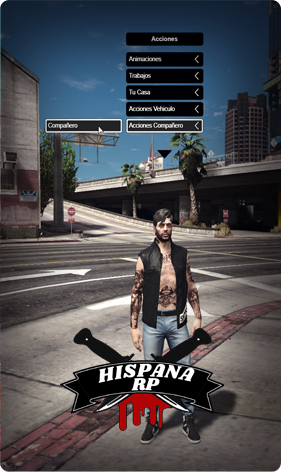 Acciones
Animaciones
Trabajos
Tu Casa
Acciones Vehiculo
Compañero
Acciones Compañero
HISPANA
RP